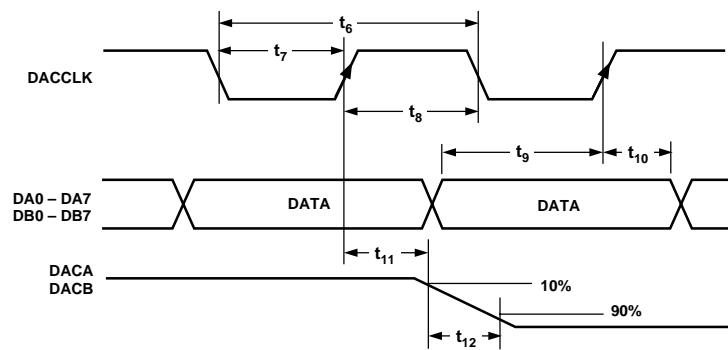 t6
t7
DACCLK
t8
t9
t10
DA0 – DA7
DB0 – DB7
DATA
DATA
t11
DACA
DACB
10%
90%
t12